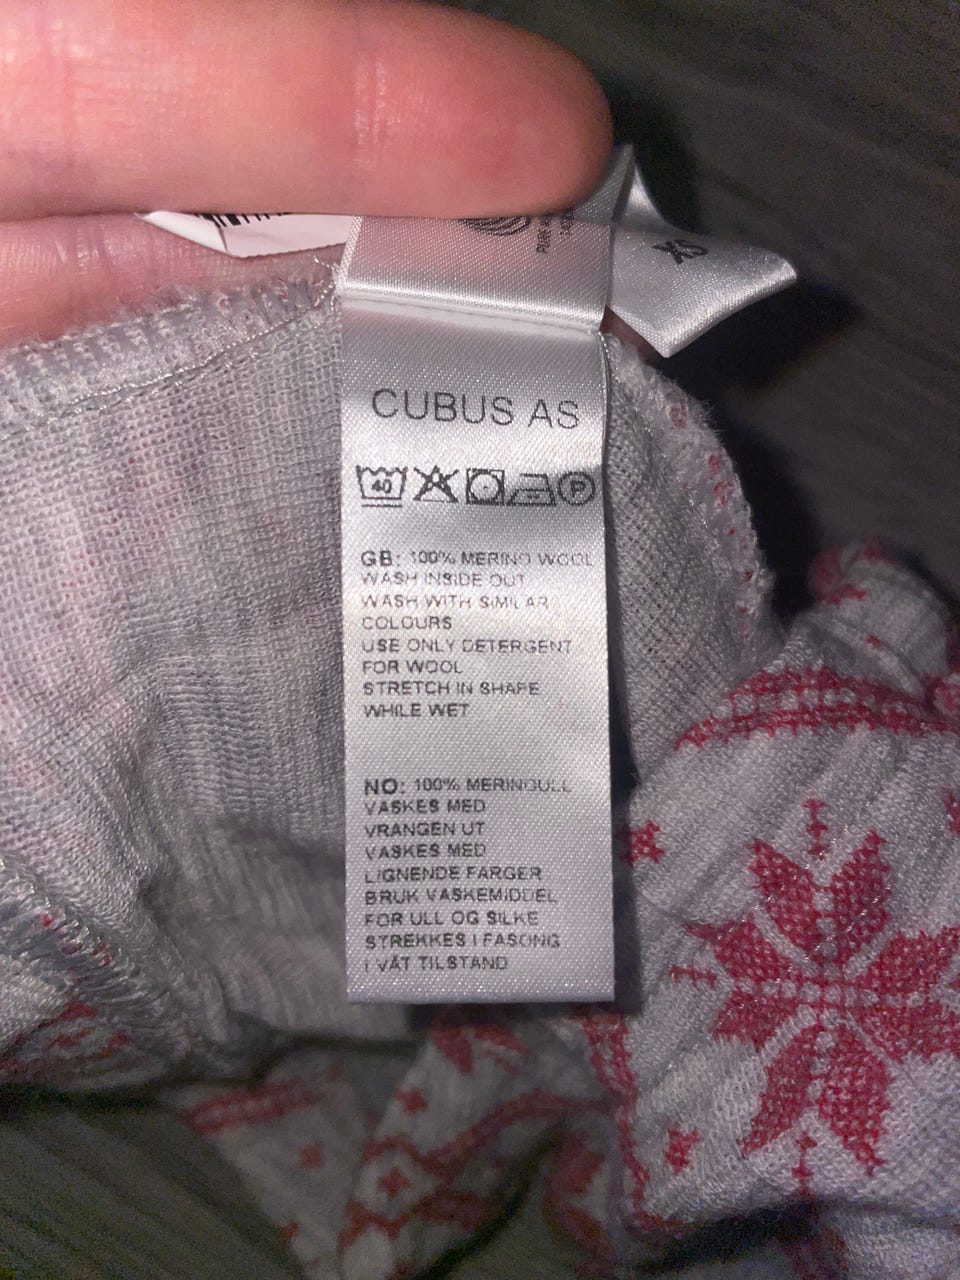 XS
CUBUS AS
40 A P
GB: 100% MERINO WOOL
WASH INSIDE OUT
WASH WITH SIMILAR
COLOURS
USE ONLY DETERGENT
FOR WOOL
STRETCH IN SHAPE
WHILE WET
NO: 100% MERINOULL
VASKES MED
VRANGEN UT
VASKES MED
LIGNENDE FARGER
BRUK VASKEMIDDEL
FOR ULL OG SILKE
STREKKES I FASONG
I VÅT TILSTAND